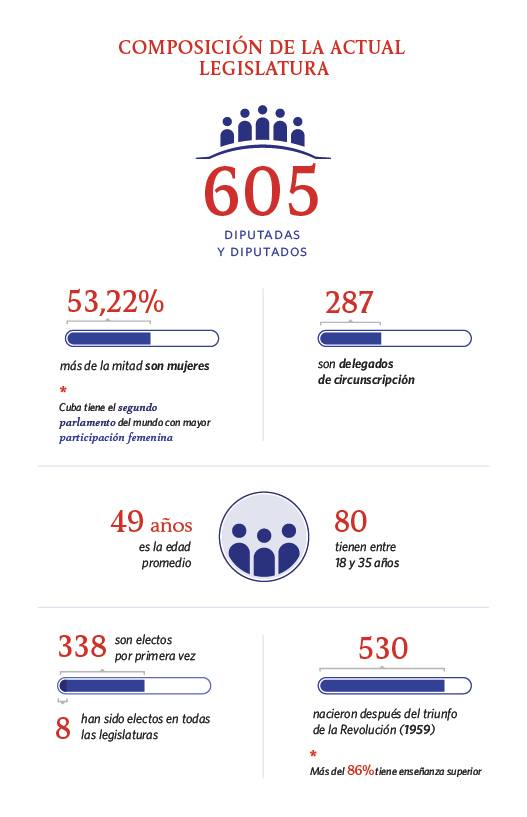 COMPOSICIÓN DE LA ACTUAL
LEGISLATURA
605
DIPUTADAS
Y DIPUTADOS
53,22%
más de la mitad son mujeres
*
Cuba tiene el segundo
parlamento del mundo con mayor
participación femenina
287
son delegados
de circunscripción
49 años
es la edad
promedio
80
tienen entre
18 y 35 años
338 son electos
por primera vez
8 han sido electos en todas
las legislaturas
530
nacieron después del triunfo
de la Revolución (1959)
*
Más del 86% tiene enseñanza superior